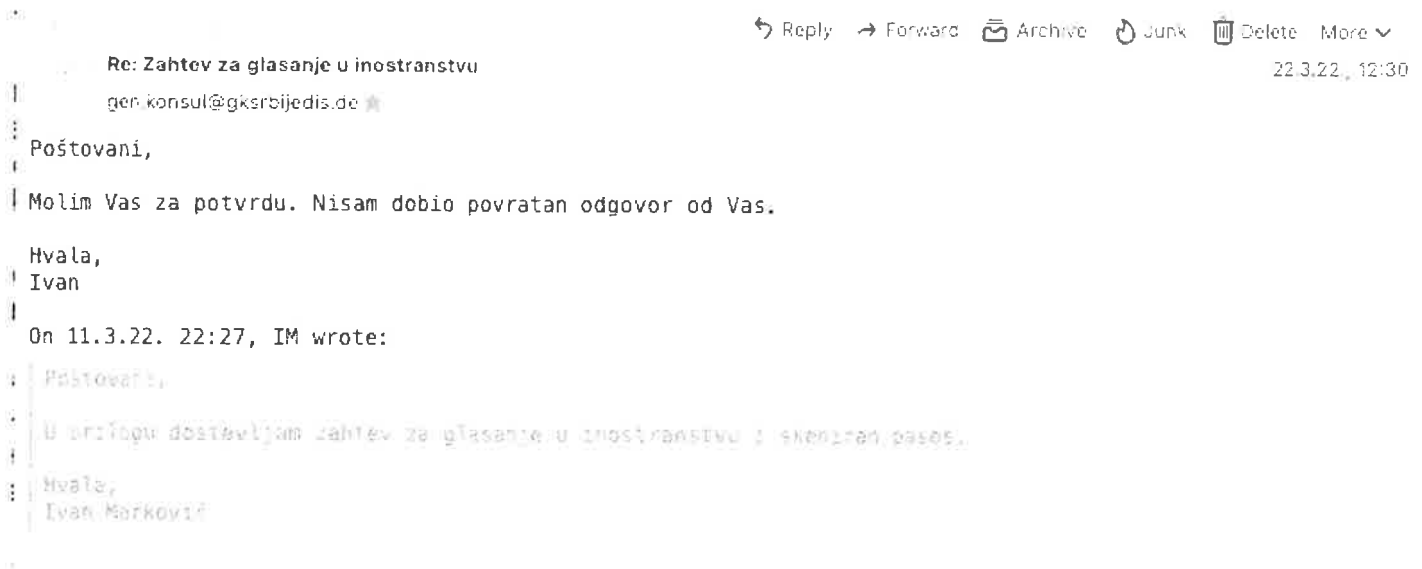 Reply Forward Archive Junk Delete More
Re: Zahtev za glasanje u inostranstvu
22.3.22., 12:30
gen.konsul@gksrbijedis.de
Poštovani,
Molim Vas za potvrdu. Nisam dobio povratan odgovor od Vas.
Hvala,
Ivan
On 11.3.22. 22:27, IM wrote:
Poštovani,
U prilogu dostavljam zahtev za glasanje u inostranstvu i skeniran pasos.
Hvala,
Ivan Marković